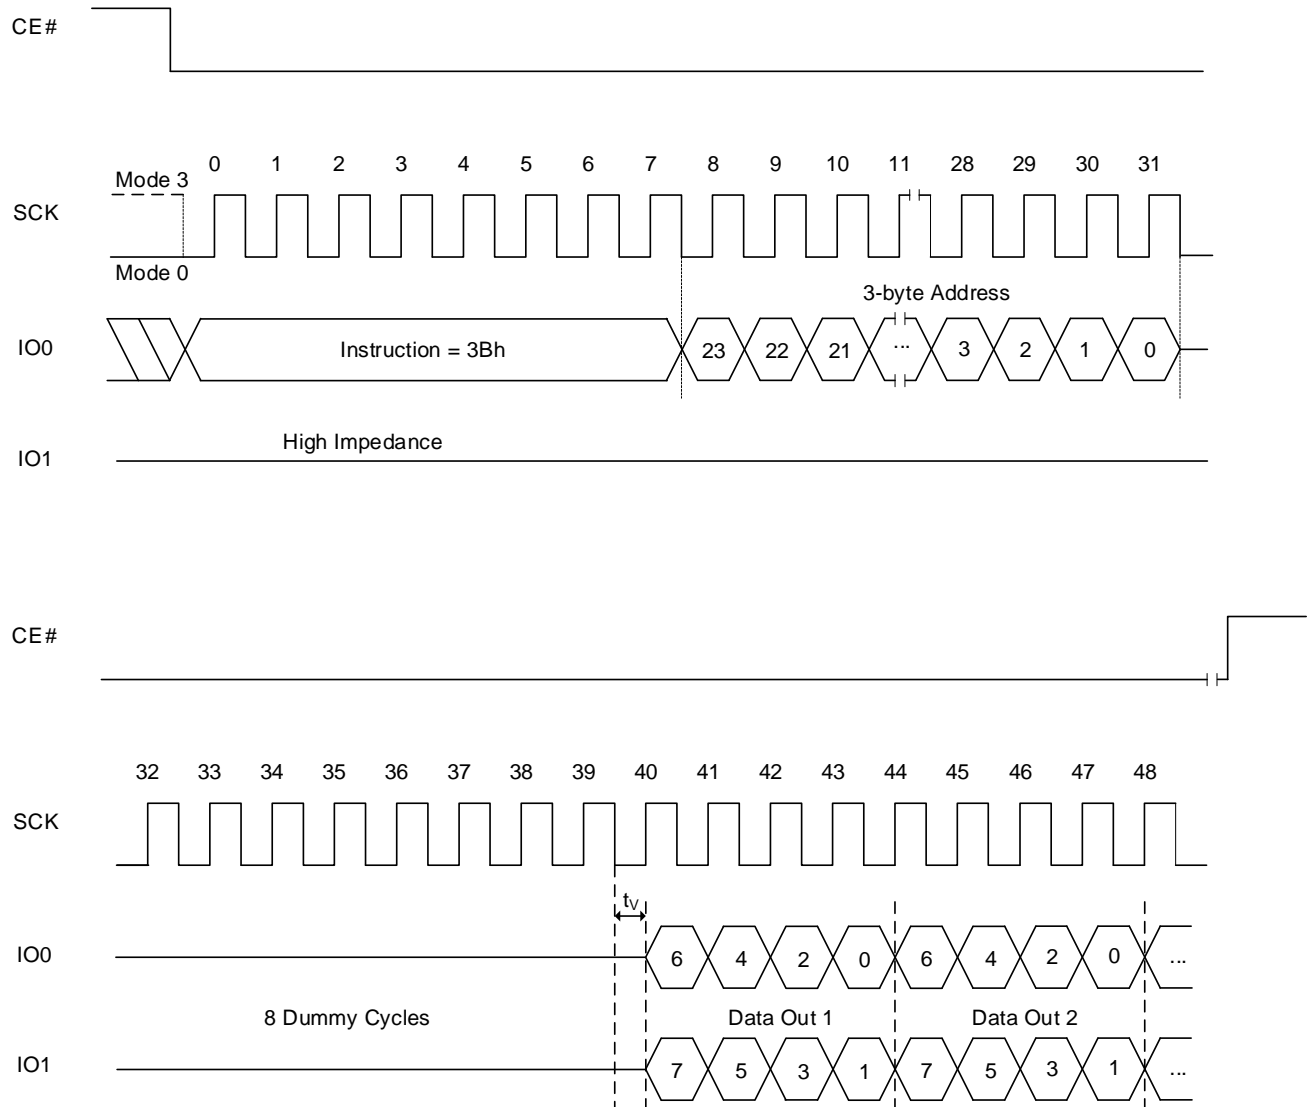 CE#
0 1 2 3 4 5 6 7 8 9 10 11 28 29 30 31
Mode 3
SCK
Mode 0
3-byte Address
IO0 Instruction = 3Bh 23 22 21 ... 3 2 1 0
High Impedance
IO1
CE#
32 33 34 35 36 37 38 39 40 41 42 43 44 45 46 47 48
SCK
tV
IO0 6 4 2 0 6 4 2 0 ...
8 Dummy Cycles Data Out 1 Data Out 2
IO1 7 5 3 1 7 5 3 1 ...